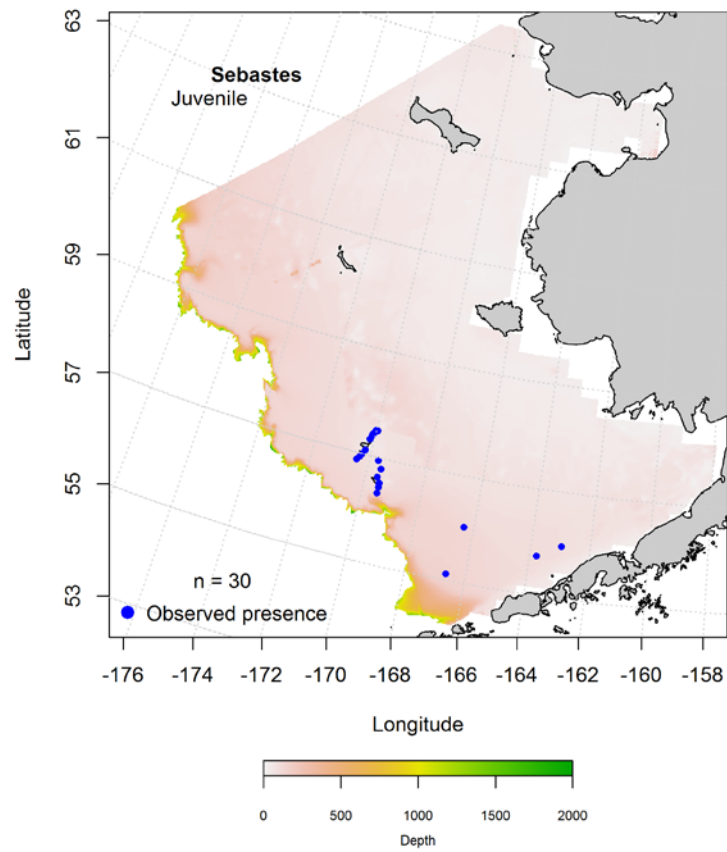 Sebastes
Juvenile
63
61
59
57
55
53
Latitude
n = 30
Observed presence
-176 -174 -172 -170 -168 -166 -164 -162 -160 -158
Longitude
0 500 1000 1500 2000
Depth